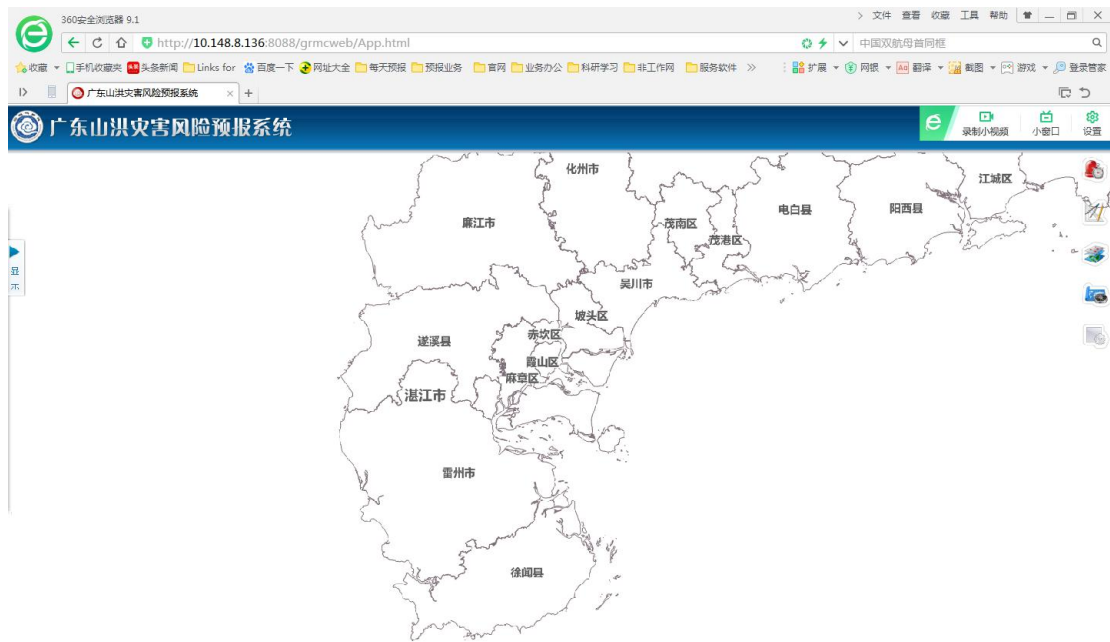 360安全浏览器 9.1
文件 查看 收藏 工具 帮助
http://10.148.8.136:8088/grmcweb/App.html
中国双航母首同框
收藏 手机收藏夹 头条新闻 Links for 百度一下 网址大全 每天预报 预报业务 官网 业务办公 科研学习 非工作网 服务软件 扩展 网银 翻译 截图 游戏 登录管家
广东山洪灾害风险预报系统
广东山洪灾害风险预报系统
录制小视频 小窗口 设置
化州市
江城区
廉江市
茂南区
电白县
阳西县
茂港区
显
示
吴川市
坡头区
赤坎区
遂溪县
霞山区
麻章区
湛江市
雷州市
徐闻县